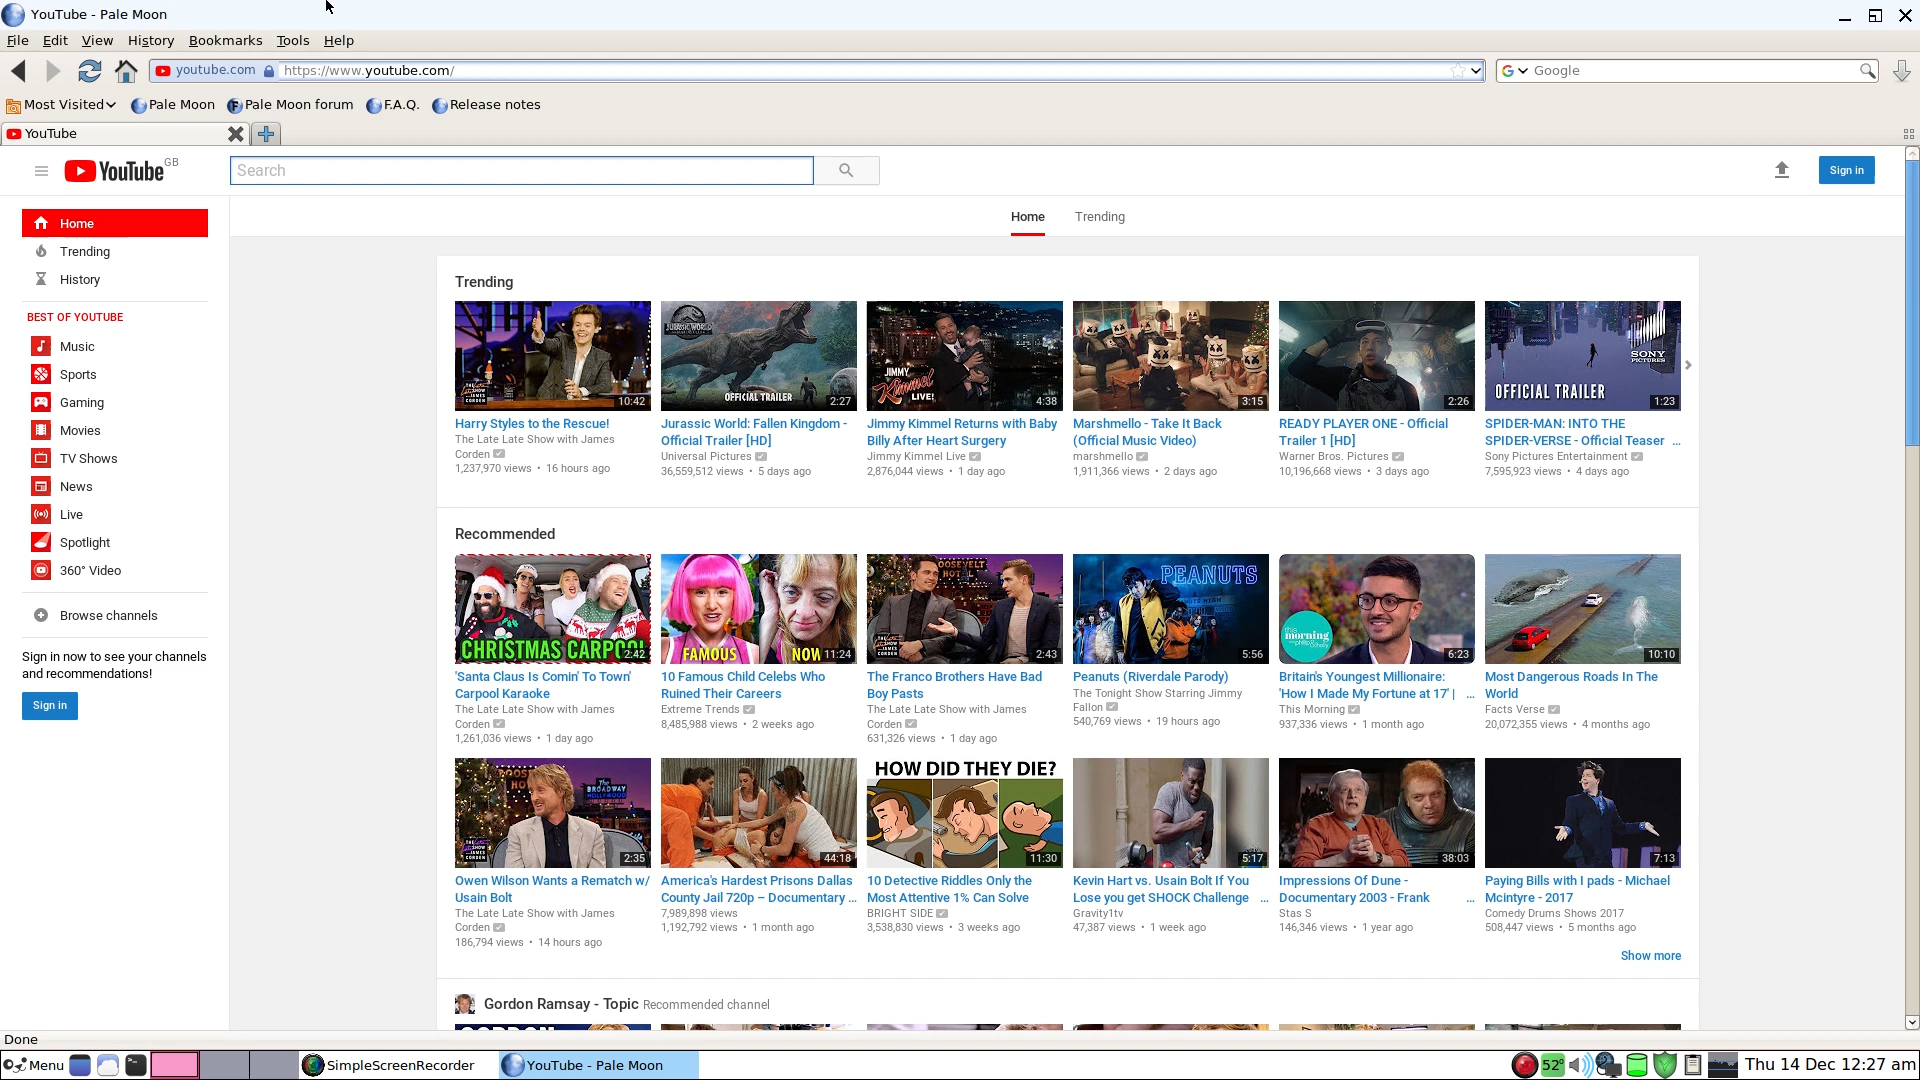 YouTube - Pale Moon
File Edit View History Bookmarks Tools Help
youtube.com https://www.youtube.com/ Google
Most Visited Pale Moon Pale Moon forum F.A.Q. Release notes
YouTube
YouTube GB Search Sign in
Home Trending
Home
Trending
History
BEST OF YOUTUBE
Music
Sports
Gaming
Movies
TV Shows
News
Live
Spotlight
360° Video
Browse channels
Sign in now to see your channels
and recommendations!
Sign in
Trending
10:42
JURASSIC WORLD
OFFICIAL TRAILER 2:27
JIMMY
Kimmel
LIVE! 4:38
3:15
2:26
SONY
PICTURES
OFFICIAL TRAILER 1:23
Harry Styles to the Rescue!
The Late Late Show with James
Corden
1,237,970 views • 16 hours ago
Jurassic World: Fallen Kingdom -
Official Trailer [HD]
Universal Pictures
36,559,512 views • 5 days ago
Jimmy Kimmel Returns with Baby
Billy After Heart Surgery
Jimmy Kimmel Live
2,876,044 views • 1 day ago
Marshmello - Take It Back
(Official Music Video)
marshmello
1,911,366 views • 2 days ago
READY PLAYER ONE - Official
Trailer 1 [HD]
Warner Bros. Pictures
10,196,668 views • 3 days ago
SPIDER-MAN: INTO THE
SPIDER-VERSE - Official Teaser ...
Sony Pictures Entertainment
7,595,923 views • 4 days ago
Recommended
CHRISTMAS CARPOOL 2:42
FAMOUS NOW 11:24
2:43
PEANUTS
5:56
this
morning
6:23
10:10
'Santa Claus Is Comin' To Town'
Carpool Karaoke
The Late Late Show with James
Corden
1,261,036 views • 1 day ago
10 Famous Child Celebs Who
Ruined Their Careers
Extreme Trends
8,485,988 views • 2 weeks ago
The Franco Brothers Have Bad
Boy Pasts
The Late Late Show with James
Corden
631,326 views • 1 day ago
Peanuts (Riverdale Parody)
The Tonight Show Starring Jimmy
Fallon
540,769 views • 19 hours ago
Britain's Youngest Millionaire:
'How I Made My Fortune at 17' | ...
This Morning
937,336 views • 1 month ago
Most Dangerous Roads In The
World
Facts Verse
20,072,355 views • 4 months ago
The
BROADWAY
HOLLYWOOD
2:35
44:18
HOW DID THEY DIE?
11:30
5:17
38:03
7:13
Owen Wilson Wants a Rematch w/
Usain Bolt
The Late Late Show with James
Corden
186,794 views • 14 hours ago
America's Hardest Prisons Dallas
County Jail 720p – Documentary ...
7,989,898 views
1,192,792 views • 1 month ago
10 Detective Riddles Only the
Most Attentive 1% Can Solve
BRIGHT SIDE
3,538,830 views • 3 weeks ago
Kevin Hart vs. Usain Bolt If You
Lose you get SHOCK Challenge ...
Gravity1tv
47,387 views • 1 week ago
Impressions Of Dune -
Documentary 2003 - Frank ...
Stas S
146,346 views • 1 year ago
Paying Bills with I pads - Michael
Mcintyre - 2017
Comedy Drums Shows 2017
508,447 views • 5 months ago
Show more
Gordon Ramsay - Topic Recommended channel
Done
Menu SimpleScreenRecorder YouTube - Pale Moon 52° Thu 14 Dec 12:27 am